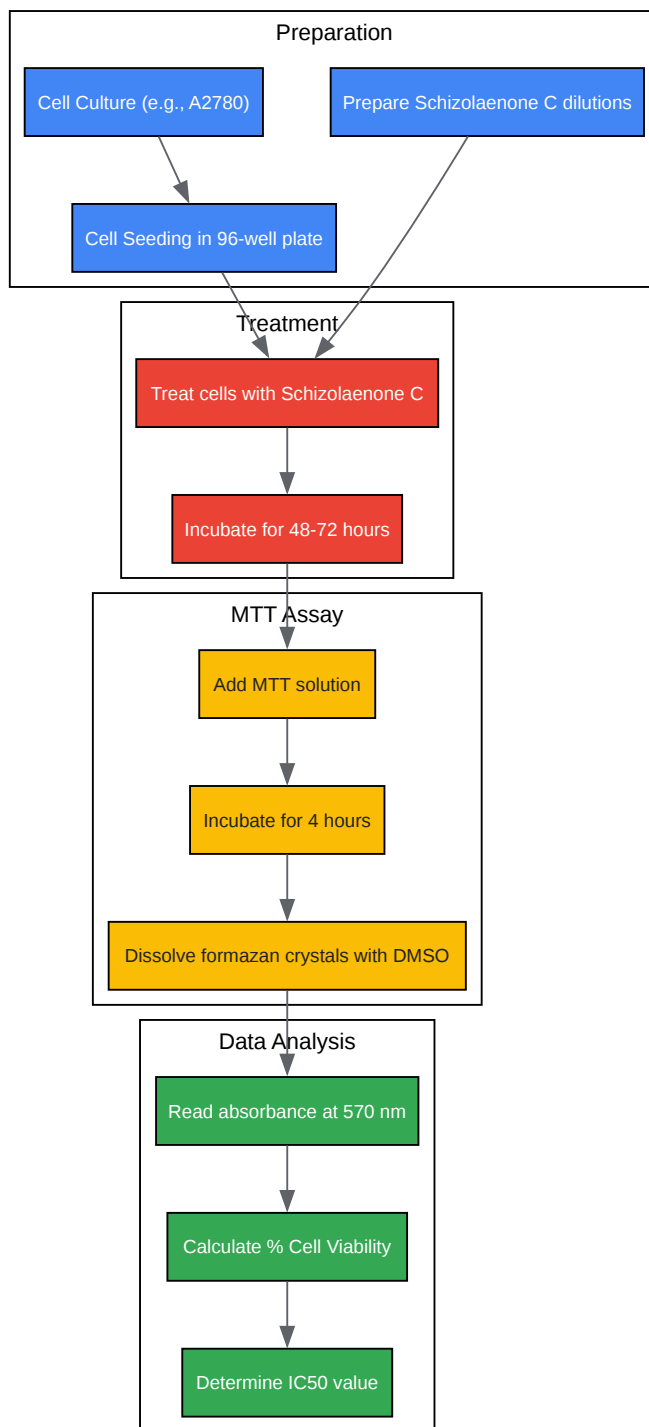 Preparation
Cell Culture (e.g., A2780)
Prepare Schizolaenone C dilutions
Cell Seeding in 96-well plate
Treatment
Treat cells with Schizolaenone C
Incubate for 48-72 hours
MTT Assay
Add MTT solution
Incubate for 4 hours
Dissolve formazan crystals with DMSO
Data Analysis
Read absorbance at 570 nm
Calculate % Cell Viability
Determine IC50 value